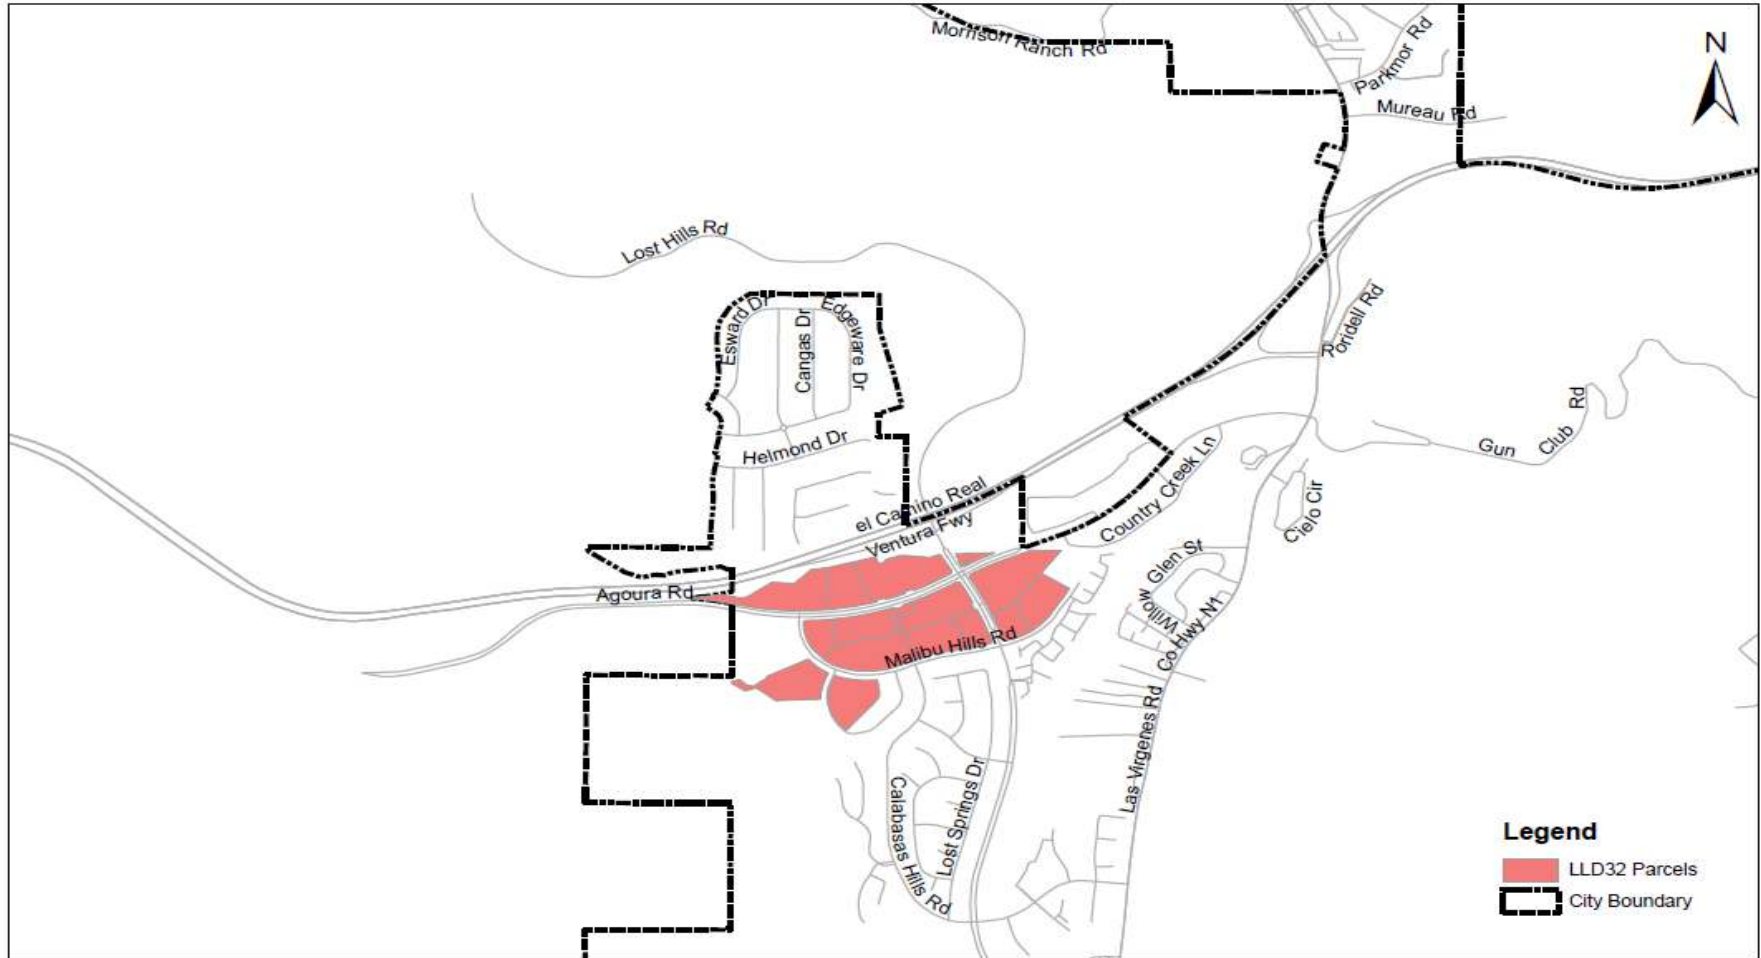 Morrison Ranch Rd
Parkmor Rd
N
Mureau Rd
Lost Hills Rd
Esward Dr
Cangas Dr
Edgeware Dr
Roridell Rd
Helmond Dr
Gun Club Rd
el Camino Real
Ventura Fwy
Country Creek Ln
Cielo Cir
Agoura Rd
Willow Glen St
Malibu Hills Rd
Co Hwy N1
Las Virgenes Rd
Calabasas Hills Rd
Lost Springs Dr
Legend
LLD32 Parcels
City Boundary